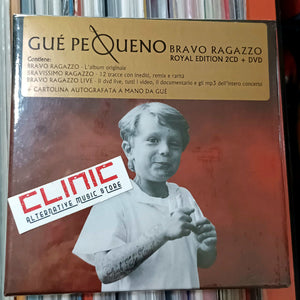 GUÉ PEQUENO BRAVO RAGAZZO
ROYAL EDITION 2CD + DVD
Contiene:
BRAVO RAGAZZO - L'album originale
BRAVISSIMO RAGAZZO - 12 tracce con inediti, remix e rarità
BRAVO RAGAZZO LIVE - Il dvd live, tutti i video, il documentario e gli mp3 dell'intero concerto!
+ CARTOLINA AUTOGRAFATA A MANO DA GUÉ
CLINIC
ALTERNATIVE MUSIC STORE